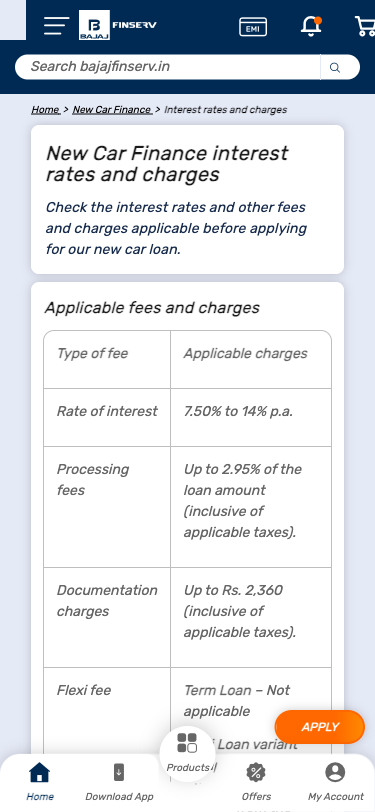 BAJAJ
FINSERV
EMI
Search bajajfinserv.in
Home > New Car Finance > Interest rates and charges
New Car Finance interest
rates and charges
Check the interest rates and other fees
and charges applicable before applying
for our new car loan.
Applicable fees and charges
Type of fee
Applicable charges
Rate of interest
7.50% to 14% p.a.
Processing
fees
Up to 2.95% of the
loan amount
(inclusive of
applicable taxes).
Documentation
charges
Up to Rs. 2,360
(inclusive of
applicable taxes).
Flexi fee
Term Loan – Not
applicable
Loan variant
APPLY
Home
Download App
Products
Offers
My Account